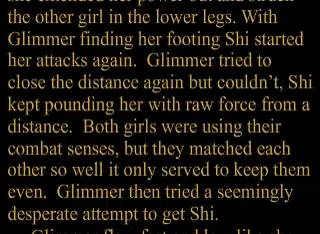 the other girl in the lower legs. With
Glimmer finding her footing Shi started
her attacks again.  Glimmer tried to
close the distance again but couldn’t, Shi
kept pounding her with raw force from a
distance.  Both girls were using their
combat senses, but they matched each
other so well it only served to keep them
even.  Glimmer then tried a seemingly
desperate attempt to get Shi.